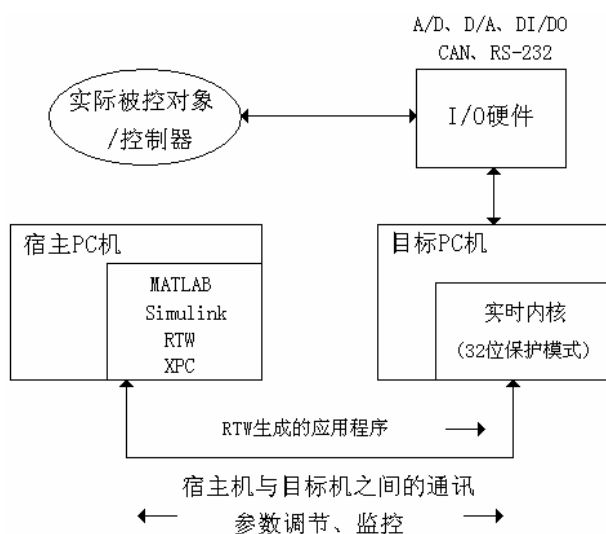 A/D、D/A、DI/DO
CAN、RS-232
实际被控对象
/控制器
I/O硬件
宿主PC机
MATLAB
Simulink
RTW
XPC
目标PC机
实时内核
(32位保护模式)
RTW生成的应用程序
宿主机与目标机之间的通讯
参数调节、监控